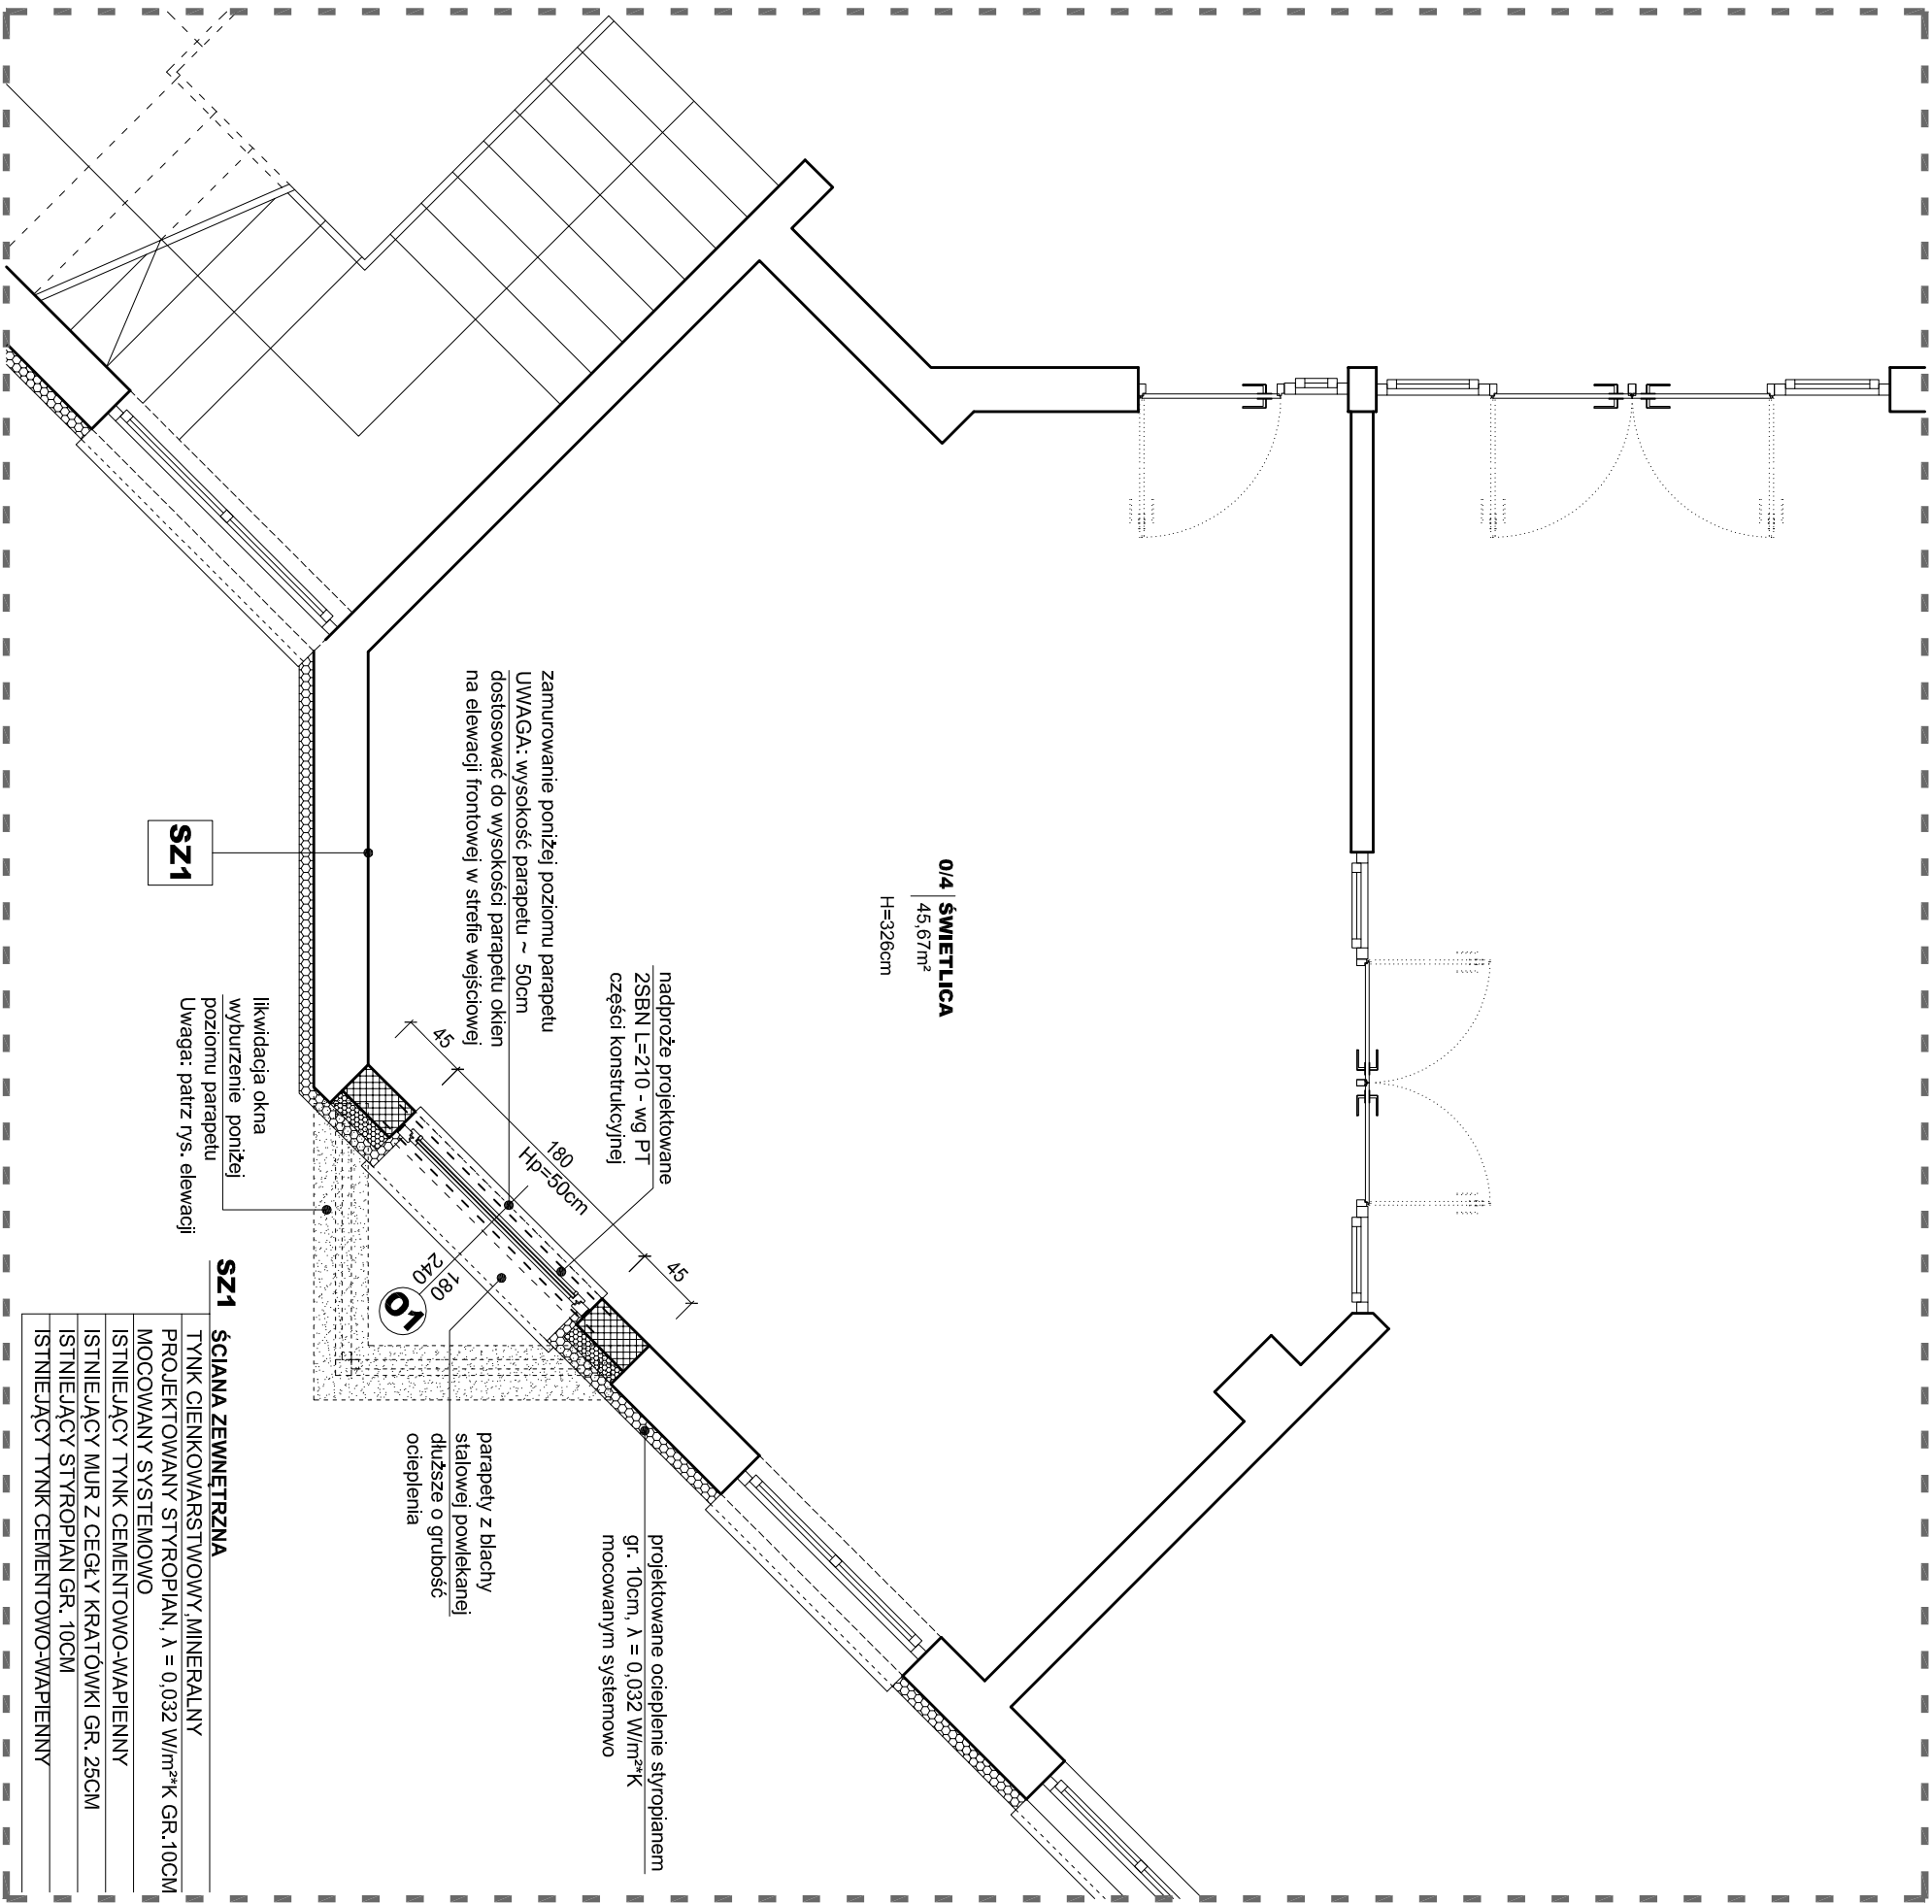 0/4 ŚWIETLICA
45,67m²
H=326cm
nadproże projektowane
2SBN L=210 - wg PT
części konstrukcyjnej
zamurowanie poniżej poziomu parapetu
UWAGA: wysokość parapetu ~ 50cm
dostosować do wysokości parapetu okien
na elewacji frontowej w strefie wejściowej
45
180
Hp=50cm
45
180
240
O1
SZ1
likwidacja okna
wyburzenie poniżej
poziomu parapetu
Uwaga: patrz rys. elewacji
projektowane ocieplenie styropianem
gr. 10cm, λ = 0,032 W/m²*K
mocowanym systemowo
parapety z blachy
stalowej powlekanej
dłuższe o grubość
ocieplenia
SZ1 ŚCIANA ZEWNĘTRZNA
TYNK CIENKOWARSTWOWY,MINERALNY
PROJEKTOWANY STYROPIAN, λ = 0,032 W/m²*K GR.10CM
MOCOWANY SYSTEMOWO
ISTNIEJĄCY TYNK CEMENTOWO-WAPIENNY
ISTNIEJĄCY MUR Z CEGŁY KRATÓWKI GR. 25CM
ISTNIEJĄCY STYROPIAN GR. 10CM
ISTNIEJĄCY TYNK CEMENTOWO-WAPIENNY